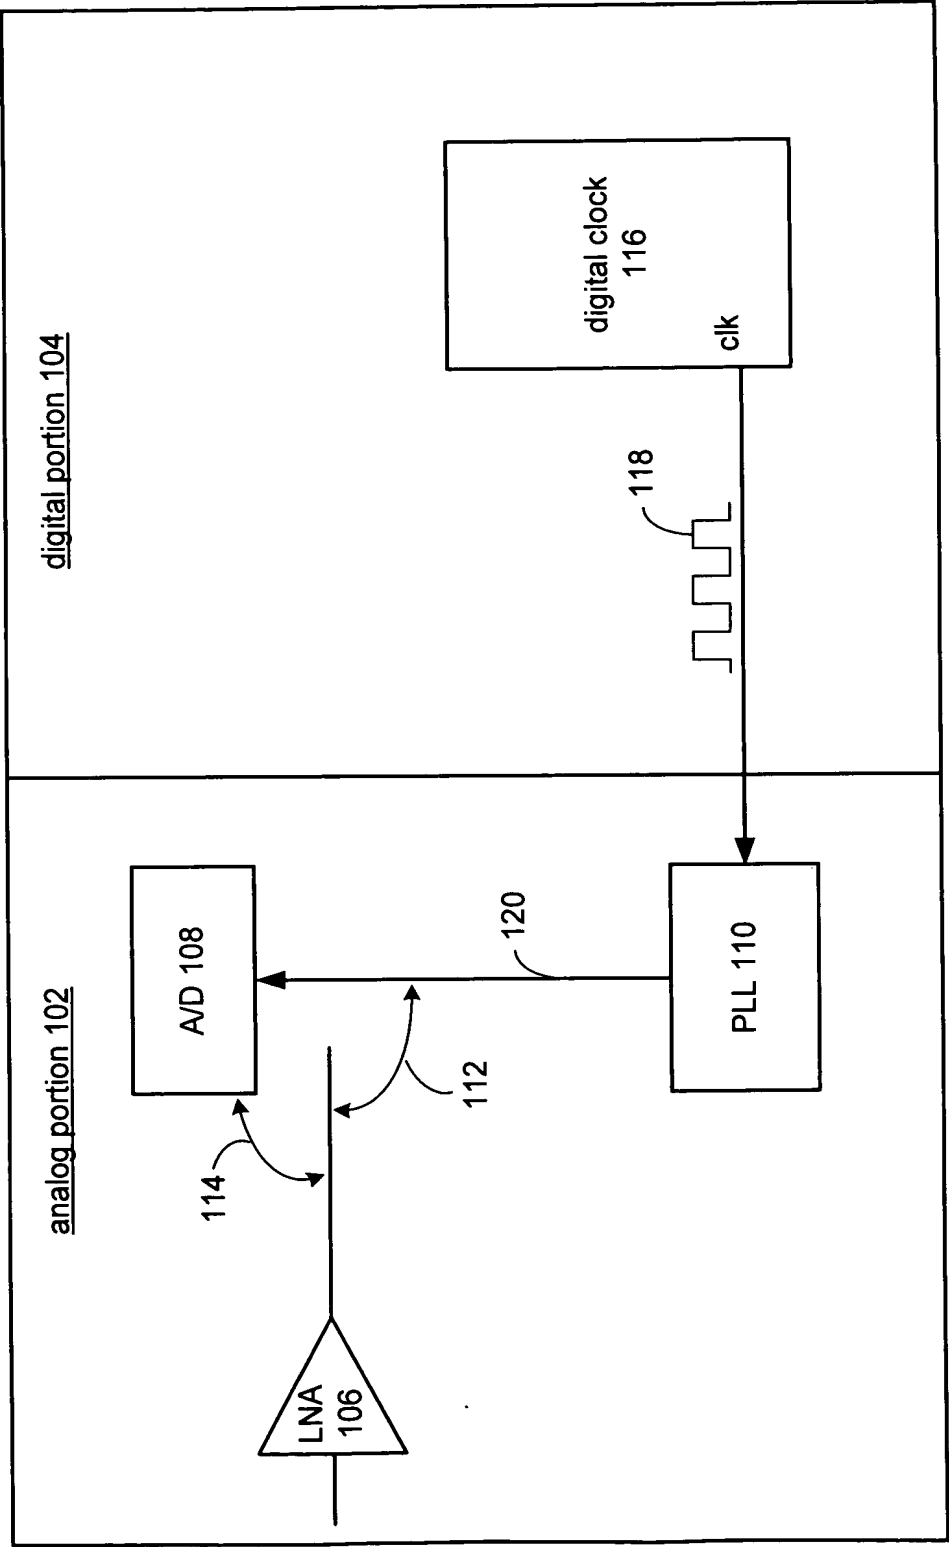 analog portion 102
digital portion 104
A/D 108
114
LNA
106
112
120
PLL 110
118
digital clock
116
clk